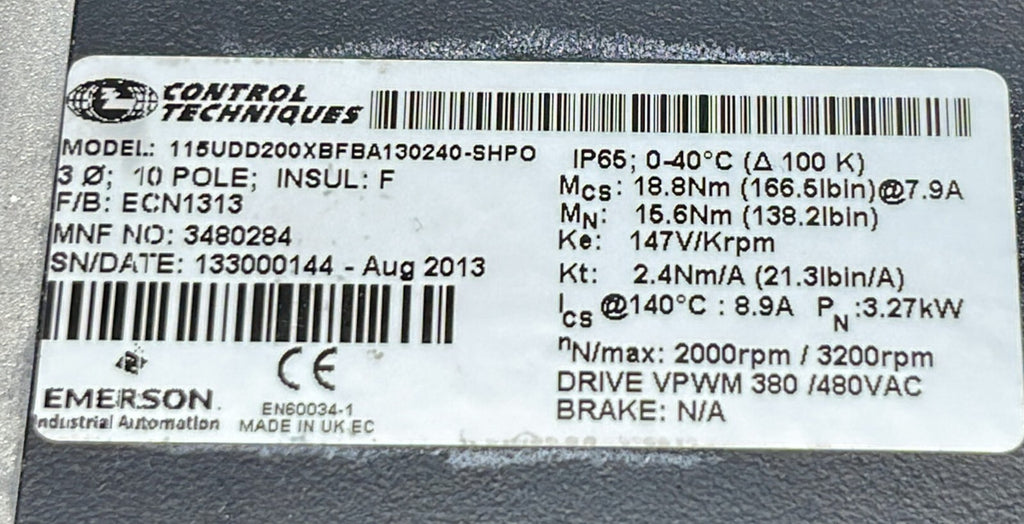 CONTROL
TECHNIQUES
MODEL: 115UDD200XBFBA130240-SHPO
3 Ø; 10 POLE; INSUL: F
F/B: ECN1313
MNF NO: 3480284
SN/DATE: 133000144 - Aug 2013
EMERSON.
Industrial Automation
CE
EN60034-1
MADE IN UK EC
IP65; 0-40°C (Δ 100 K)
MCS: 18.8Nm (166.5lbin)@7.9A
MN: 15.6Nm (138.2lbin)
Ke: 147V/Krpm
Kt: 2.4Nm/A (21.3lbin/A)
ICS @140°C : 8.9A PN:3.27kW
nN/max: 2000rpm / 3200rpm
DRIVE VPWM 380 /480VAC
BRAKE: N/A